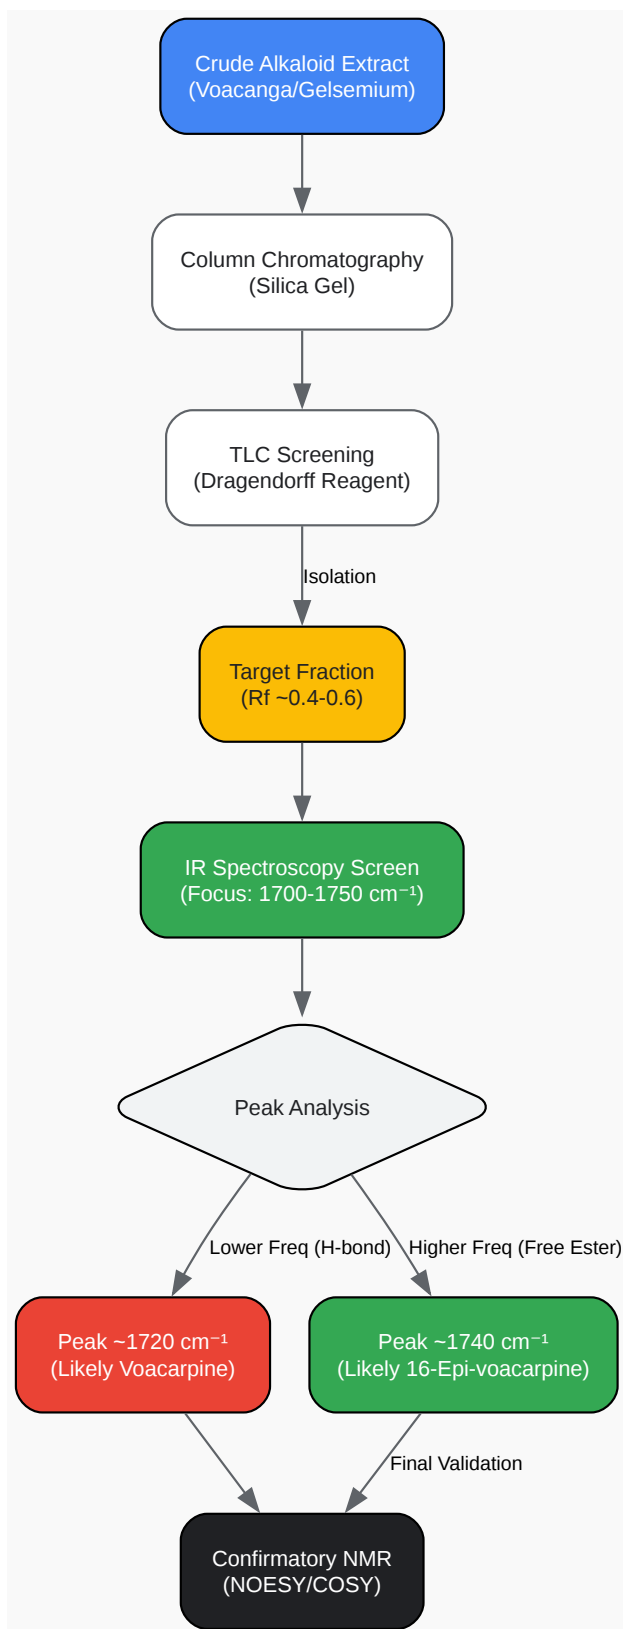 Crude Alkaloid Extract
(Voacanga/Gelsemium)
Column Chromatography
(Silica Gel)
TLC Screening
(Dragendorff Reagent)
Isolation
Target Fraction
(Rf ~0.4-0.6)
IR Spectroscopy Screen
(Focus: 1700-1750 cm⁻¹)
Peak Analysis
Lower Freq (H-bond)
Higher Freq (Free Ester)
Peak ~1720 cm⁻¹
(Likely Voacarpine)
Peak ~1740 cm⁻¹
(Likely 16-Epi-voacarpine)
Final Validation
Confirmatory NMR
(NOESY/COSY)